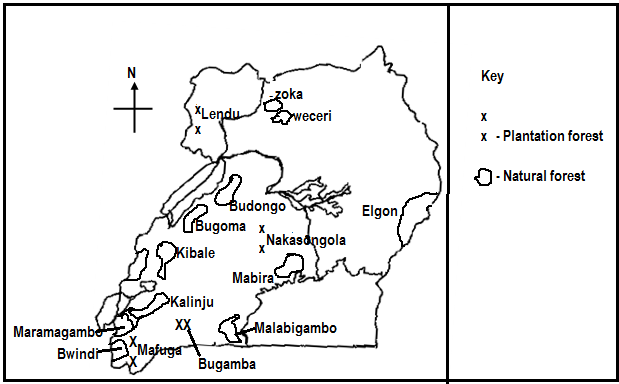 N
- zoka
x
Lendu
x
weceri
Budongo
Elgon
Bugoma
x
Nakasongola
x
Kibale
Mabira
Kalinju
Maramagambo
XX
Malabigambo
Bwindi
X
Mafuga
X
Bugamba
Key
x
x - Plantation forest
- Natural forest